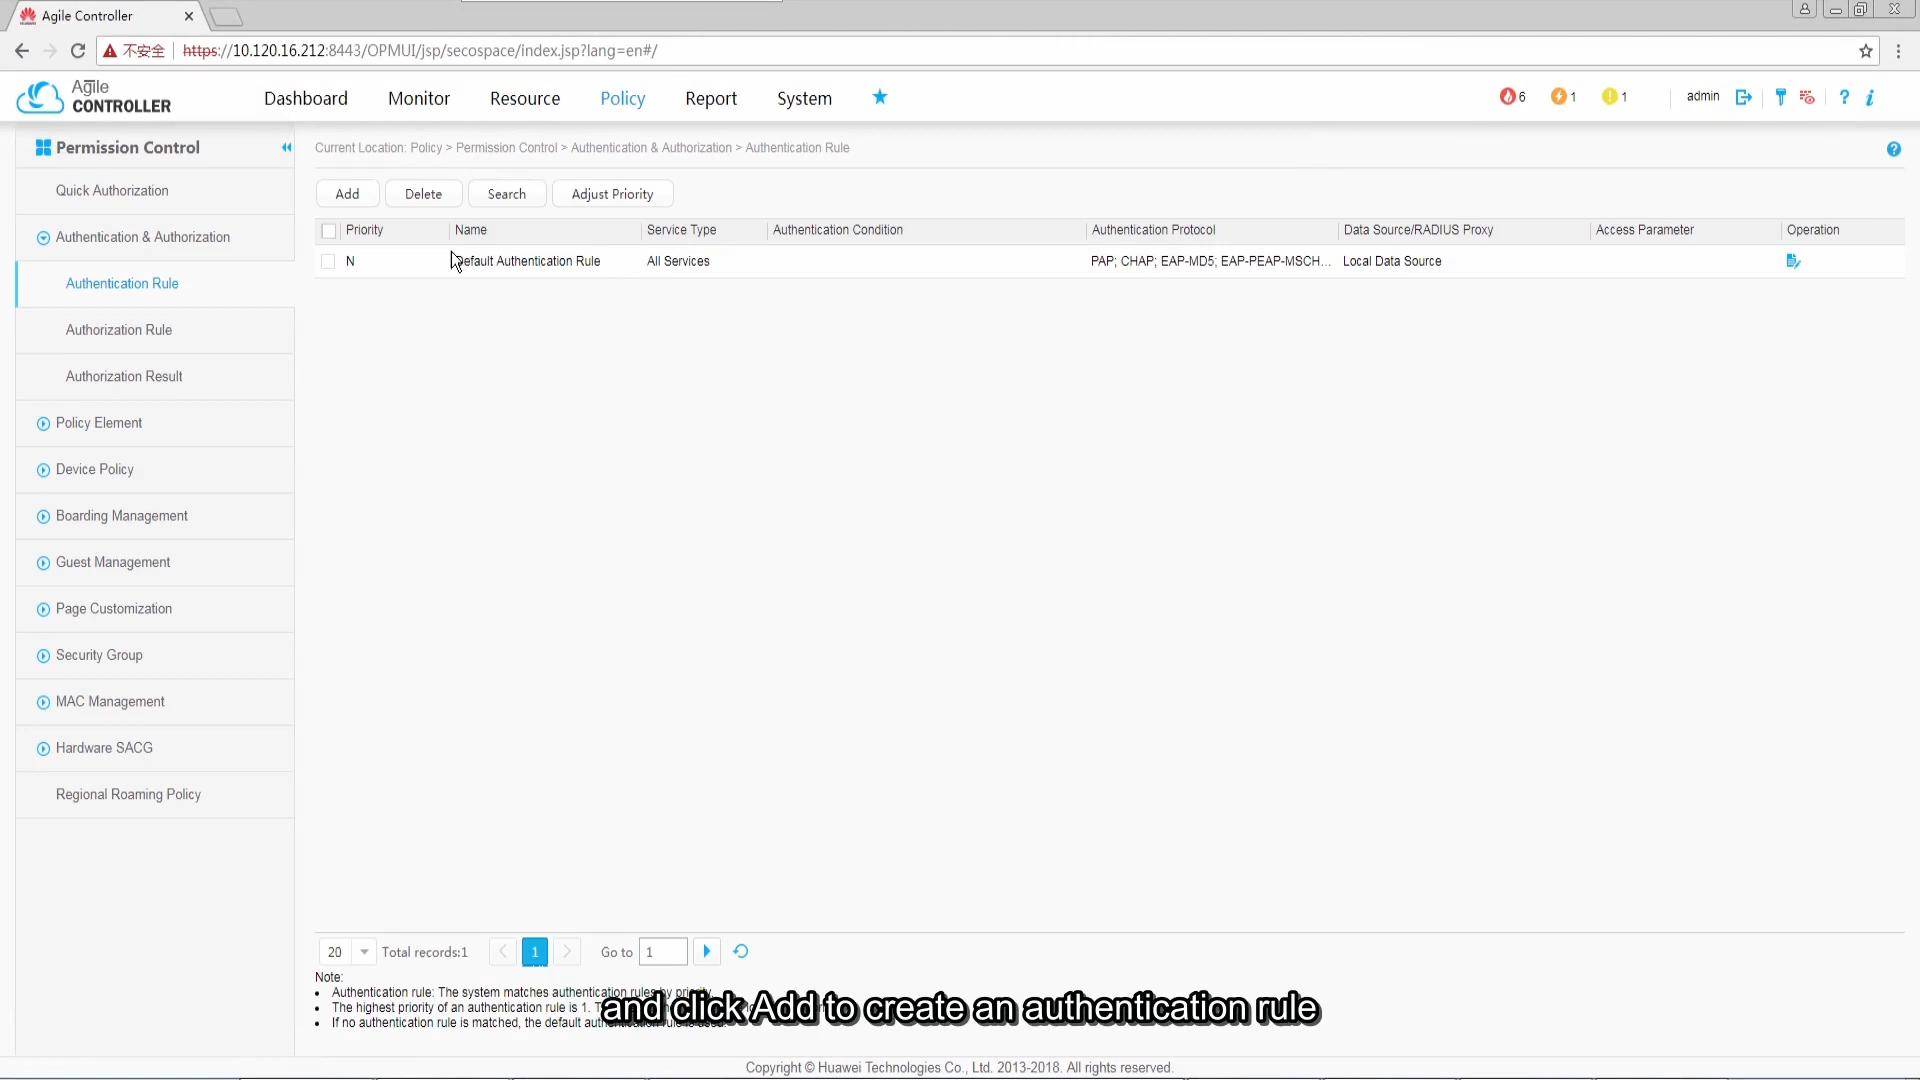 Agile Controller
不安全 https://10.120.16.212:8443/OPMUI/jsp/secospace/index.jsp?lang=en#/
Agile
CONTROLLER
Dashboard Monitor Resource Policy Report System
6 1 1 admin
Permission Control
Quick Authorization
Authentication & Authorization
Authentication Rule
Authorization Rule
Authorization Result
Policy Element
Device Policy
Boarding Management
Guest Management
Page Customization
Security Group
MAC Management
Hardware SACG
Regional Roaming Policy
Current Location: Policy > Permission Control > Authentication & Authorization > Authentication Rule
Add Delete Search Adjust Priority
Priority Name Service Type Authentication Condition Authentication Protocol Data Source/RADIUS Proxy Access Parameter Operation
N Default Authentication Rule All Services PAP; CHAP; EAP-MD5; EAP-PEAP-MSCH... Local Data Source
20 Total records:1 1 Go to 1
Note:
Authentication rule: The system matches authentication rules by priority.
The highest priority of an authentication rule is 1.
If no authentication rule is matched, the default authentication rule is used.
and click Add to create an authentication rule
Copyright © Huawei Technologies Co., Ltd. 2013-2018. All rights reserved.